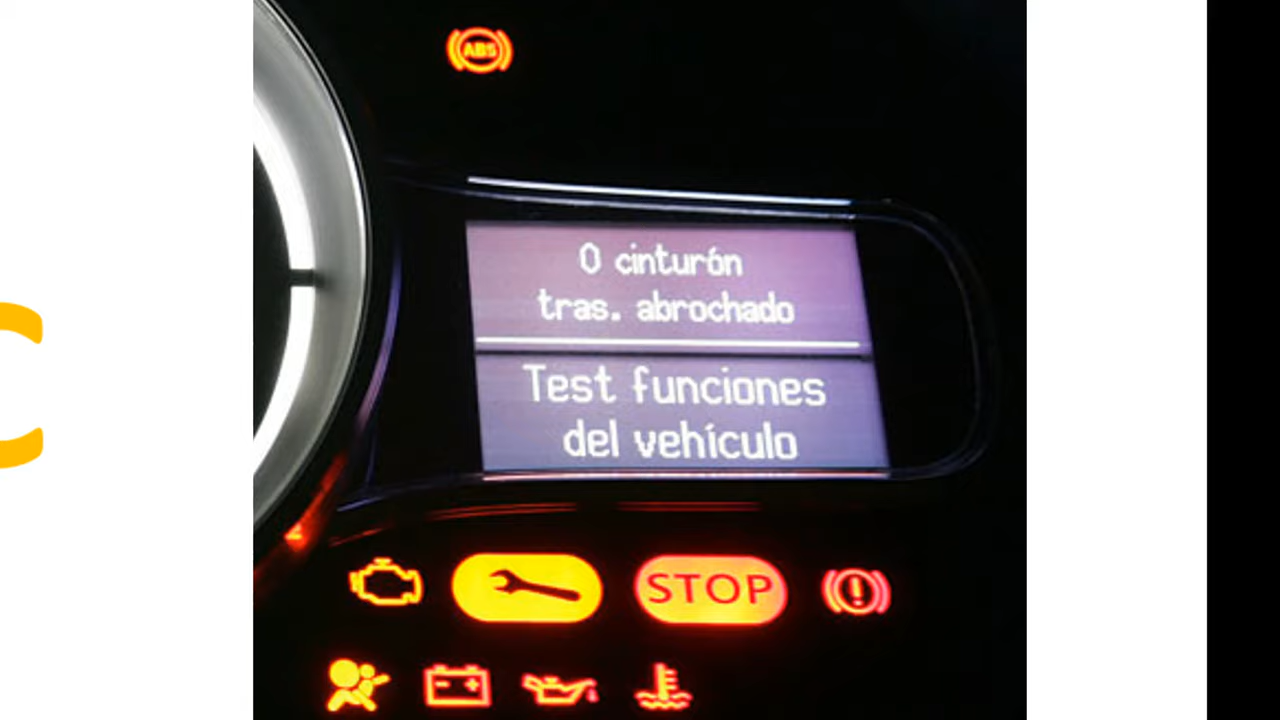 ABS
0 cinturón
tras. abrochado
Test funciones
del vehículo
STOP